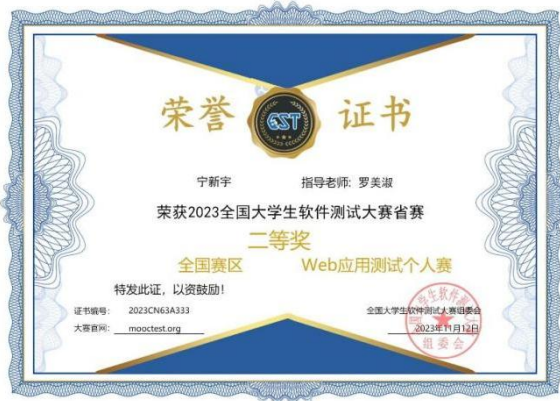 荣誉 CST 证书
宁新宇 指导老师: 罗美淑
荣获2023全国大学生软件测试大赛省赛
二等奖
全国赛区 Web应用测试个人赛
特发此证，以资鼓励！
证书编号: 2023CN63A333 全国大学生软件测试大赛组委会
大赛官网: mooctest.org 2023年11月12日
组委会